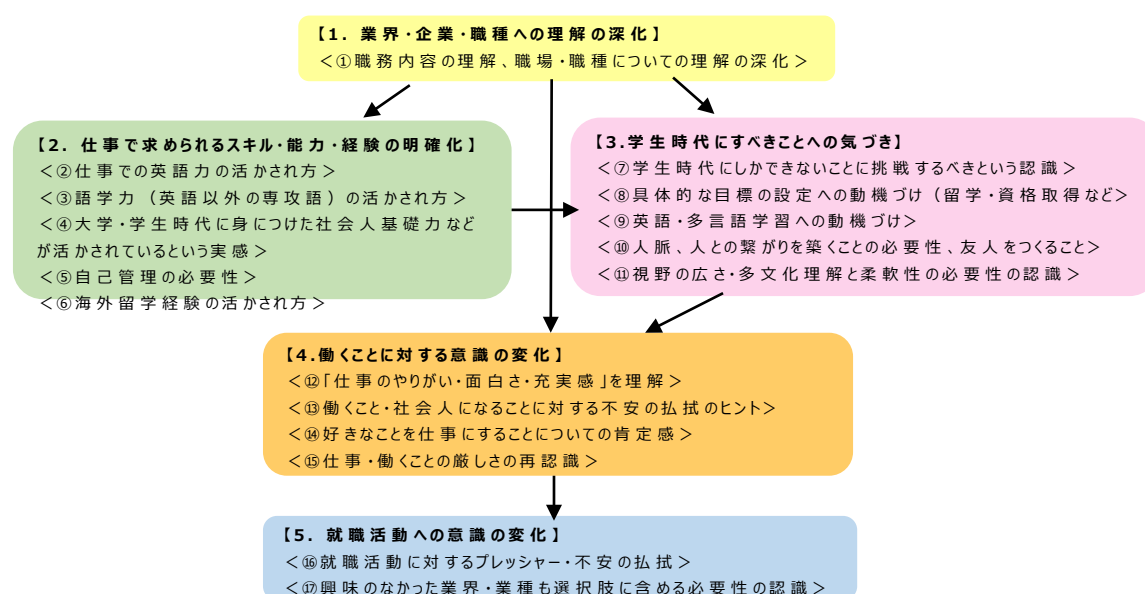 【1. 業界・企業・職種への理解の深化】
＜①職務内容の理解、職場・職種についての理解の深化＞
【2. 仕事で求められるスキル・能力・経験の明確化】
＜②仕事での英語力の活かされ方＞
＜③語学力（英語以外の専攻語）の活かされ方＞
＜④大学・学生時代に身につけた社会人基礎力など
が活かされているという実感＞
＜⑤自己管理の必要性＞
＜⑥海外留学経験の活かされ方＞
【3.学生時代にすべきことへの気づき】
＜⑦学生時代にしかできないことに挑戦するべきという認識＞
＜⑧具体的な目標の設定への動機づけ（留学・資格取得など＞
＜⑨英語・多言語学習への動機づけ＞
＜⑩人脈、人との繋がりを築くことの必要性、友人をつくること＞
＜⑪視野の広さ・多文化理解と柔軟性の必要性の認識＞
【4.働くことに対する意識の変化】
＜⑫「仕事のやりがい・面白さ・充実感」を理解＞
＜⑬働くこと・社会人になることに対する不安の払拭のヒント＞
＜⑭好きなことを仕事にすることについての肯定感＞
＜⑮仕事・働くことの厳しさの再認識＞
【5. 就職活動への意識の変化】
＜⑯就職活動に対するプレッシャー・不安の払拭＞
＜⑰興味のなかった業界・業種も選択肢に含める必要性の認識＞